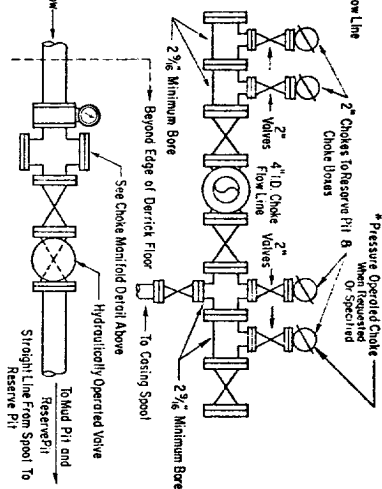 low Line
2" Chokes To Reserve Pit &
Choke Boxes
* Pressure Operated Choke
When Requested
Or Specified
2 9/16" Minimum Bore
2"
Valves
4" I.D. Choke
Flow Line
2"
Valves
2 9/16" Minimum Bore
To Casing Spool
Beyond Edge of Derrick Floor
See Choke Manifold Detail Above
Hydraulically Operated Valve
To Mud Pit and
Reserve Pit
Straight Line From Spool To
Reserve Pit
ow